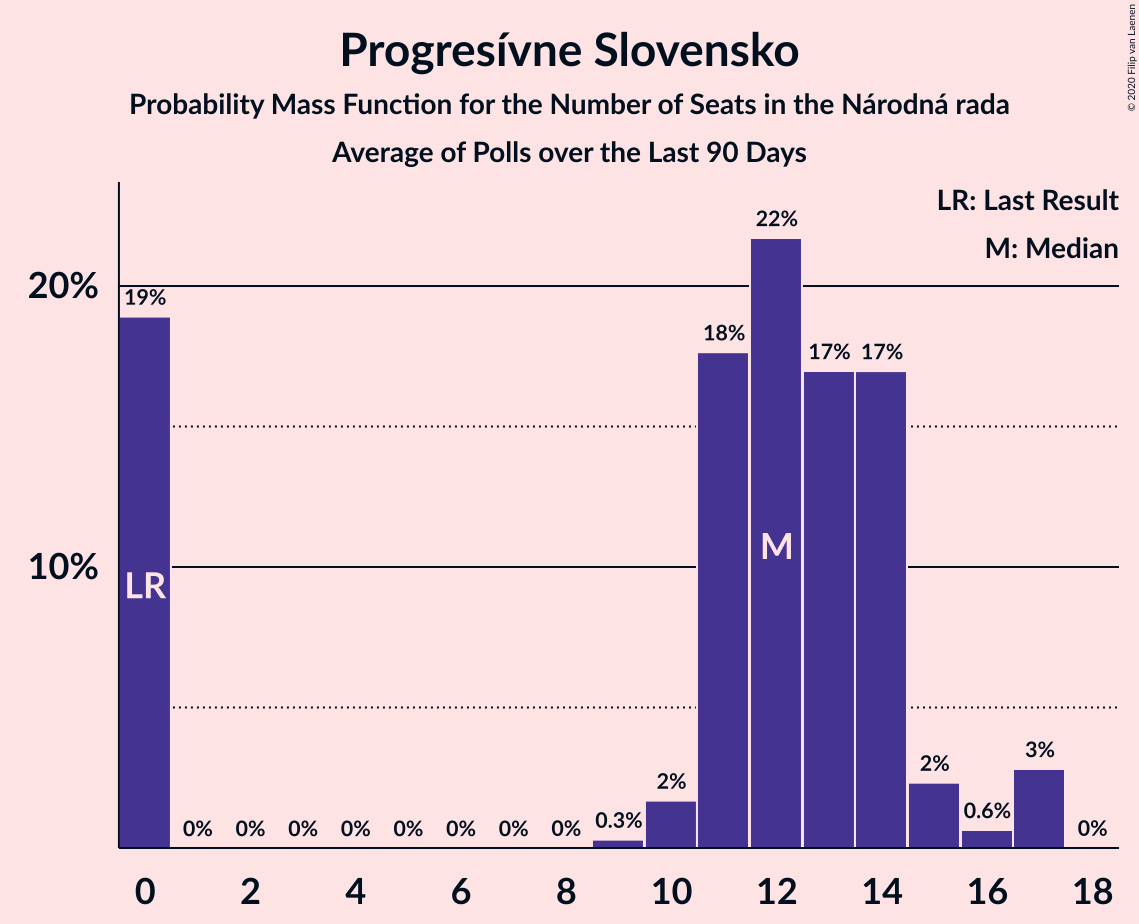 Progresívne Slovensko
Probability Mass Function for the Number of Seats in the Národná rada
Average of Polls over the Last 90 Days
© 2020 Filip van Laenen
LR: Last Result
M: Median
22%
20%
19%
18%
17% 17%
10%
LR
M
0% 0% 0% 0% 0% 0% 0% 0% 0.3% 2% 2% 0.6% 3% 0%
0 2 4 6 8 10 12 14 16 18